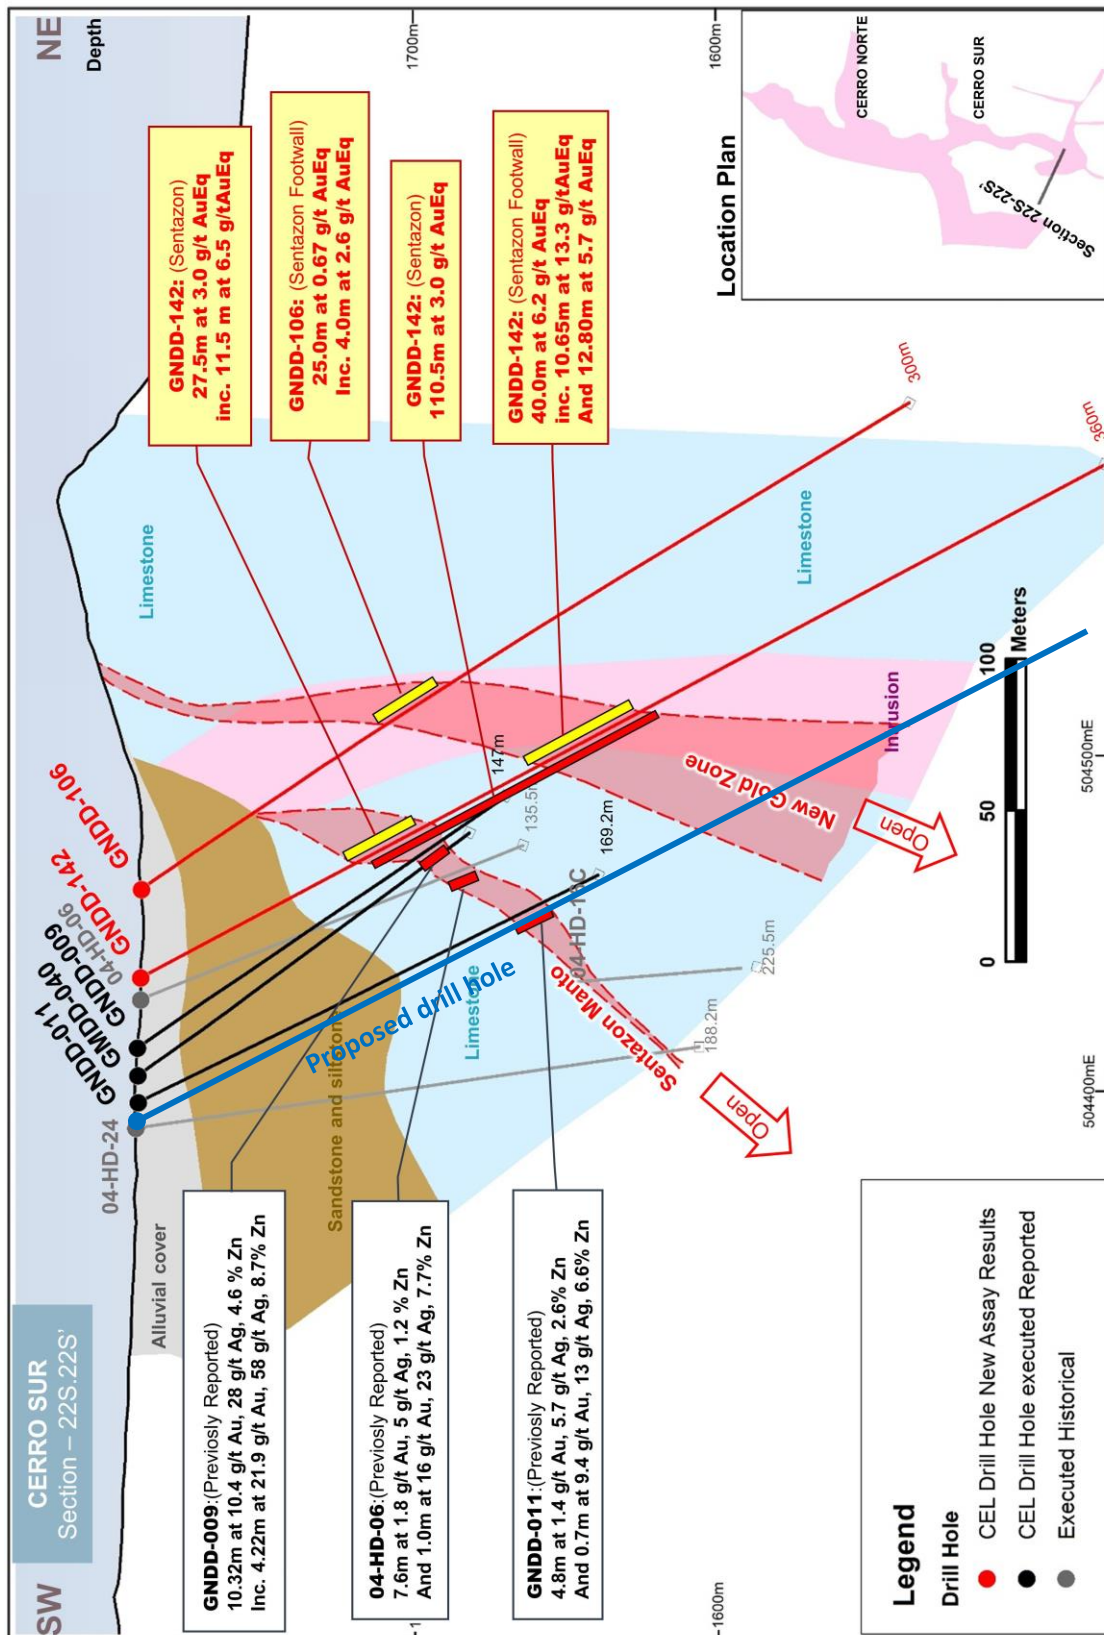 CERRO SUR
Section – 22S.22S'
SW
NE
Depth
1700m
1600m
1600m
GNDD-142: (Sentazon)
27.5m at 3.0 g/t AuEq
inc. 11.5 m at 6.5 g/tAuEq
GNDD-106: (Sentazon Footwall)
25.0m at 0.67 g/t AuEq
Inc. 4.0m at 2.6 g/t AuEq
GNDD-142: (Sentazon)
110.5m at 3.0 g/t AuEq
GNDD-142: (Sentazon Footwall)
40.0m at 6.2 g/t AuEq
inc. 10.65m at 13.3 g/tAuEq
And 12.80m at 5.7 g/t AuEq
04-HD-24
GNDD-011
GMDD-040
GNDD-009
04-HD-06
GNDD-142
GNDD-106
Alluvial cover
Sandstone and siltstone
Limestone
Limestone
Limestone
Intrusion
Proposed drill hole
Sentazon Manto
New Gold Zone
Open
Open
04-HD-16C
147m
135.5m
169.2m
225.5m
188.2m
300m
360m
GNDD-009:(Previosly Reported)
10.32m at 10.4 g/t Au, 28 g/t Ag, 4.6 % Zn
Inc. 4.22m at 21.9 g/t Au, 58 g/t Ag, 8.7% Zn
04-HD-06:(Previosly Reported)
7.6m at 1.8 g/t Au, 5 g/t Ag, 1.2 % Zn
And 1.0m at 16 g/t Au, 23 g/t Ag, 7.7% Zn
GNDD-011:(Previosly Reported)
4.8m at 1.4 g/t Au, 5.7 g/t Ag, 2.6% Zn
And 0.7m at 9.4 g/t Au, 13 g/t Ag, 6.6% Zn
Location Plan
CERRO NORTE
CERRO SUR
Section 22S-22S'
0
50
100
Meters
504400mE
504500mE
Legend
Drill Hole
CEL Drill Hole New Assay Results
CEL Drill Hole executed Reported
Executed Historical